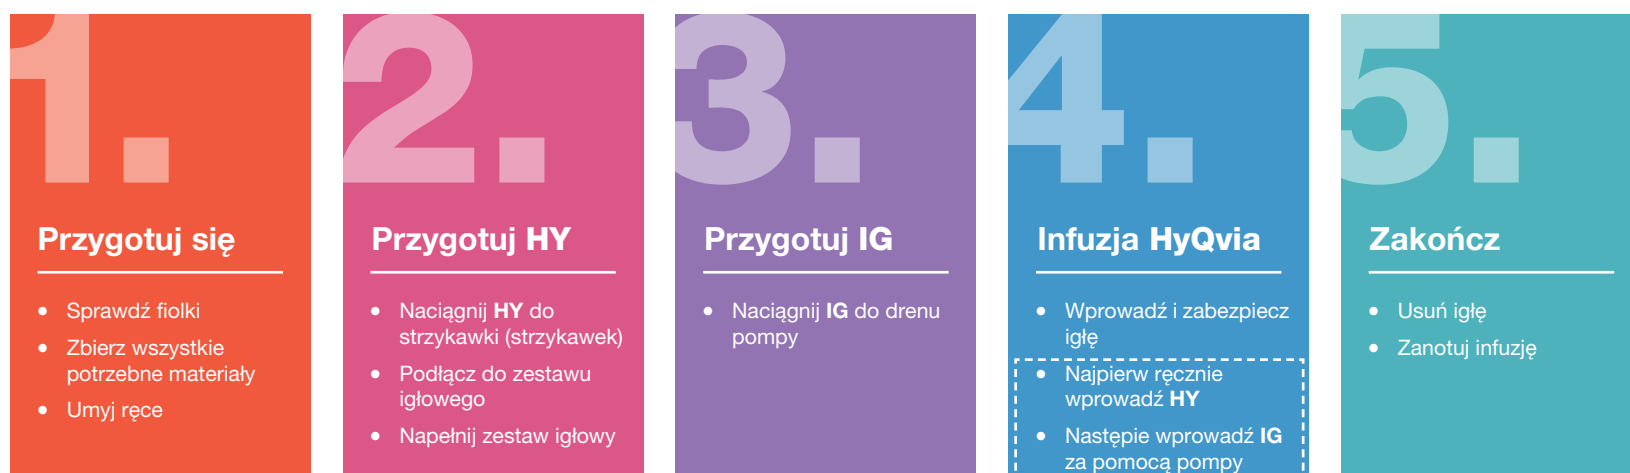 1.
Przygotuj się
• Sprawdź fiolki
• Zbierz wszystkie
potrzebne materiały
• Umyj ręce
2.
Przygotuj HY
• Naciągnij HY do
strzykawki (strzykawek)
• Podłącz do zestawu
igłowego
• Napełnij zestaw igłowy
3.
Przygotuj IG
• Naciągnij IG do drenu
pompy
4.
Infuzja HyQvia
• Wprowadź i zabezpiecz
igłę
• Najpierw ręcznie
wprowadź HY
• Następie wprowadź IG
za pomocą pompy
5.
Zakończ
• Usuń igłę
• Zanotuj infuzję